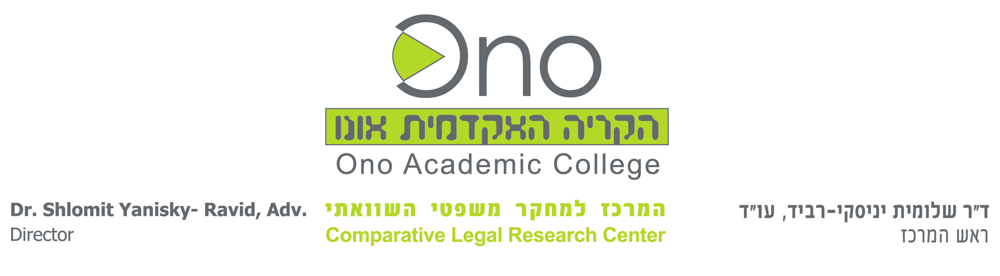 Ono
הקריה האקדמית אונו
Ono Academic College
Dr. Shlomit Yanisky- Ravid, Adv.
Director
המרכז למחקר משפטי השוואתי
Comparative Legal Research Center
ד"ר שלומית יניסקי-רביד, עו"ד
ראש המרכז